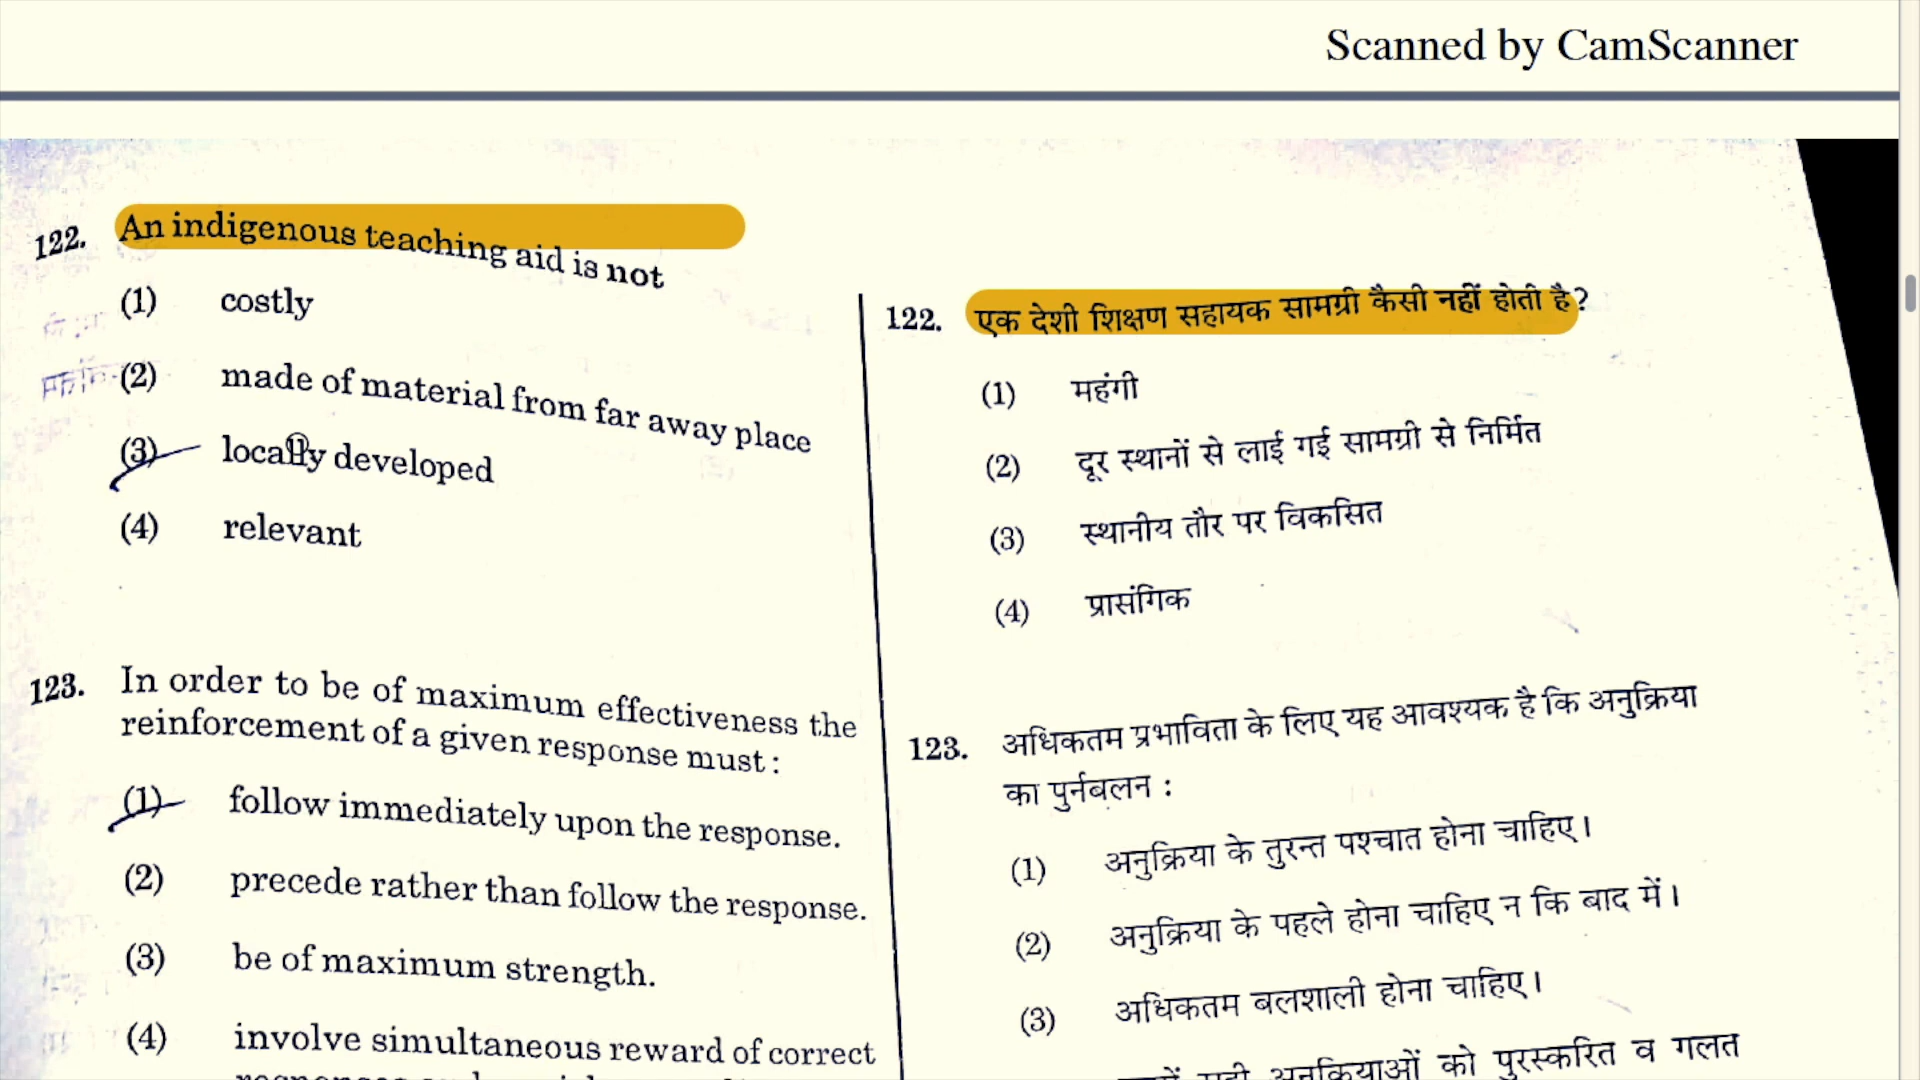 Scanned by CamScanner
122. An indigenous teaching aid is not
(1) costly
(2) made of material from far away place
(3) locally developed
(4) relevant
123. In order to be of maximum effectiveness the
reinforcement of a given response must :
(1) follow immediately upon the response.
(2) precede rather than follow the response.
(3) be of maximum strength.
(4) involve simultaneous reward of correct
122. एक देशी शिक्षण सहायक सामग्री कैसी नहीं होती है?
(1) महंगी
(2) दूर स्थानों से लाई गई सामग्री से निर्मित
(3) स्थानीय तौर पर विकसित
(4) प्रासंगिक
123. अधिकतम प्रभाविता के लिए यह आवश्यक है कि अनुक्रिया
का पुर्नबलन :
(1) अनुक्रिया के तुरन्त पश्चात होना चाहिए।
(2) अनुक्रिया के पहले होना चाहिए न कि बाद में।
(3) अधिकतम बलशाली होना चाहिए।
को पुरस्करित व गलत